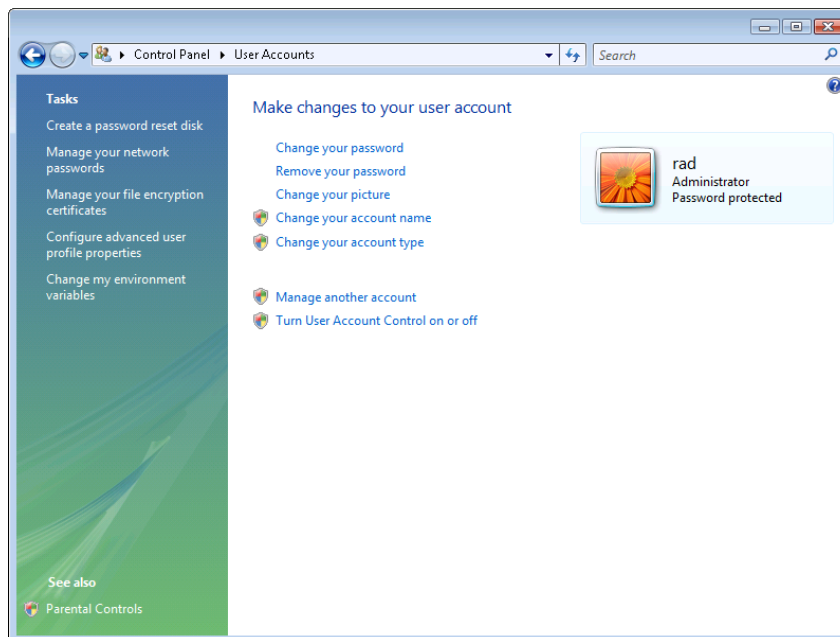 Control Panel
User Accounts
Search
Tasks
Create a password reset disk
Manage your network
passwords
Manage your file encryption
certificates
Configure advanced user
profile properties
Change my environment
variables
See also
Parental Controls
Make changes to your user account
Change your password
Remove your password
Change your picture
Change your account name
Change your account type
Manage another account
Turn User Account Control on or off
rad
Administrator
Password protected
?